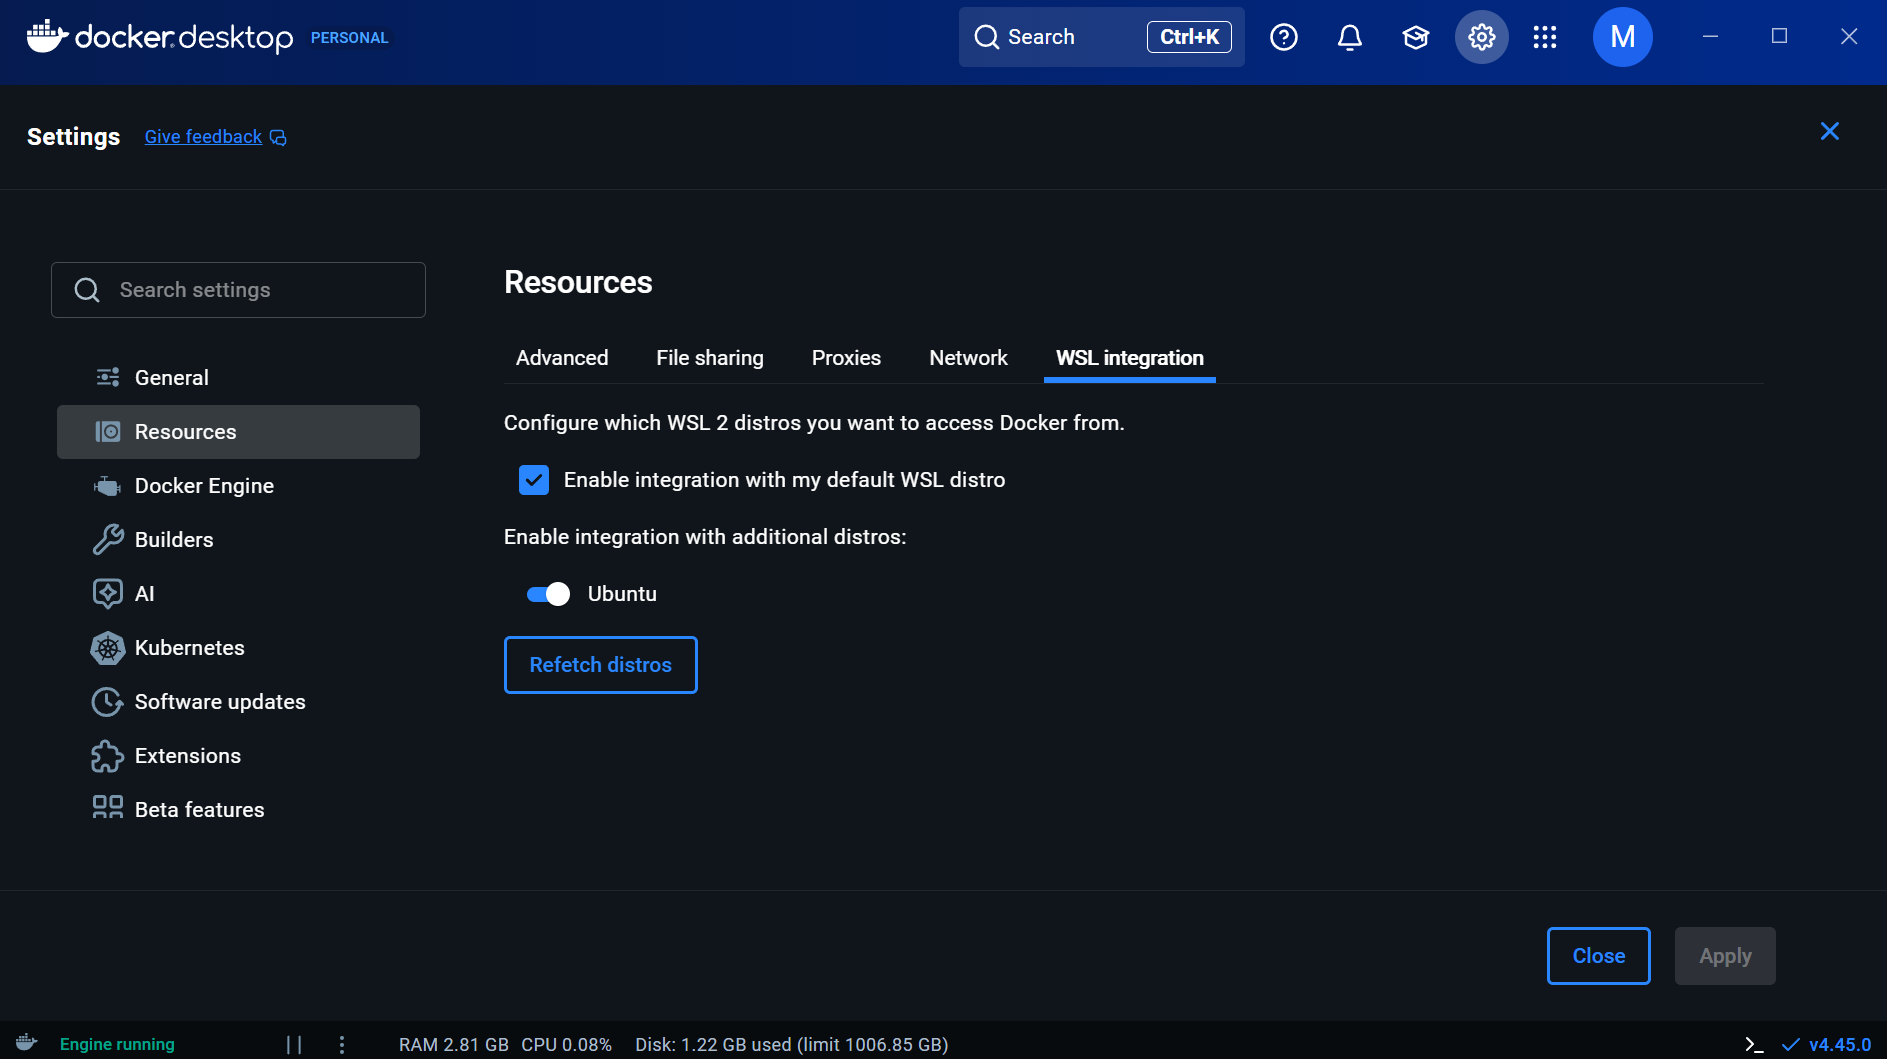 docker desktop PERSONAL
Search Ctrl+K
M
Settings Give feedback
Search settings
General
Resources
Docker Engine
Builders
AI
Kubernetes
Software updates
Extensions
Beta features
Resources
Advanced File sharing Proxies Network WSL integration
Configure which WSL 2 distros you want to access Docker from.
Enable integration with my default WSL distro
Enable integration with additional distros:
Ubuntu
Refetch distros
Close Apply
Engine running RAM 2.81 GB CPU 0.08% Disk: 1.22 GB used (limit 1006.85 GB) v4.45.0